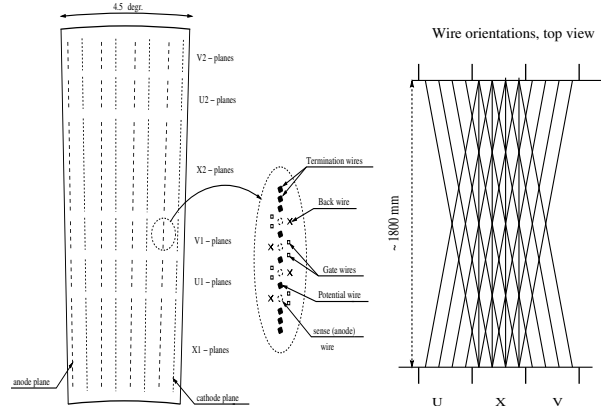 4.5 degr.
V2 – planes
U2 – planes
X2 – planes
V1 – planes
U1 – planes
X1 – planes
anode plane
cathode plane
Termination wires
Back wire
Gate wires
Potential wire
sense (anode)
wire
Wire orientations, top view
~ 1800 mm
U X V